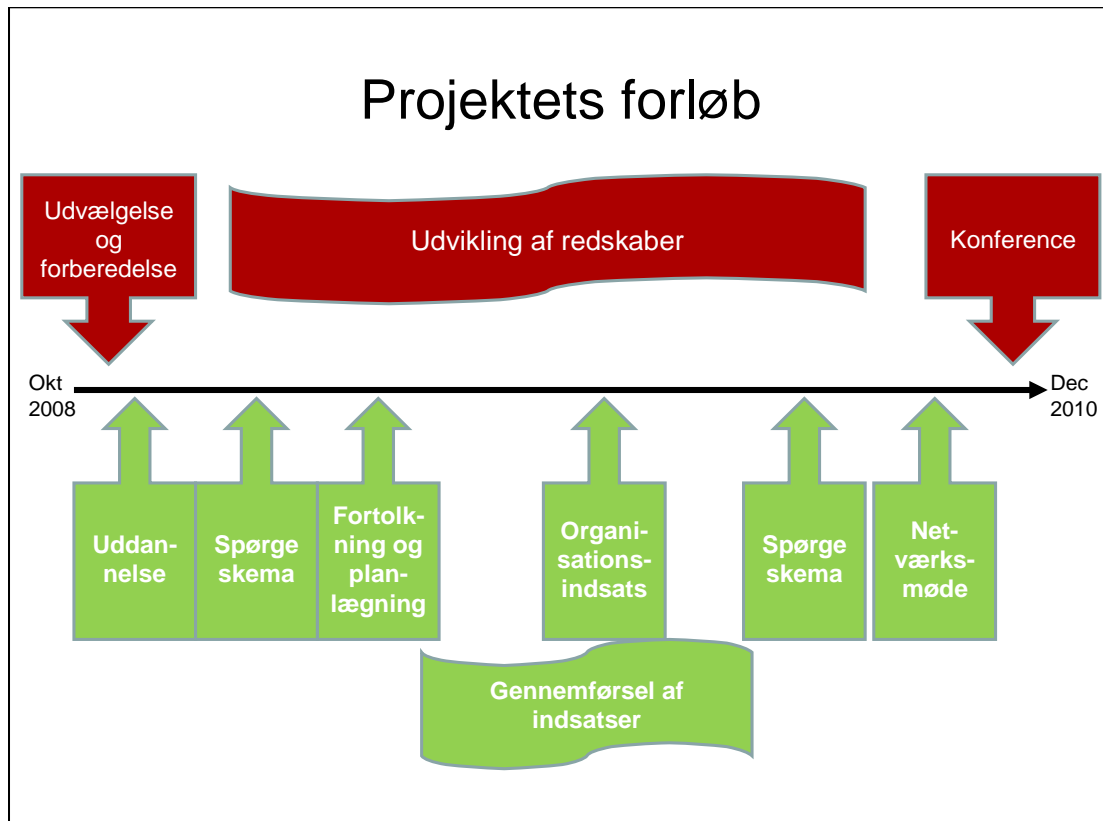 Projektets forløb
Udvælgelse
og
forberedelse
Udvikling af redskaber
Konference
Okt
2008
Dec
2010
Uddan-
nelse
Spørge
skema
Fortolk-
ning og
plan-
lægning
Organi-
sations-
indsats
Spørge
skema
Net-
værks-
møde
Gennemførsel af
indsatser